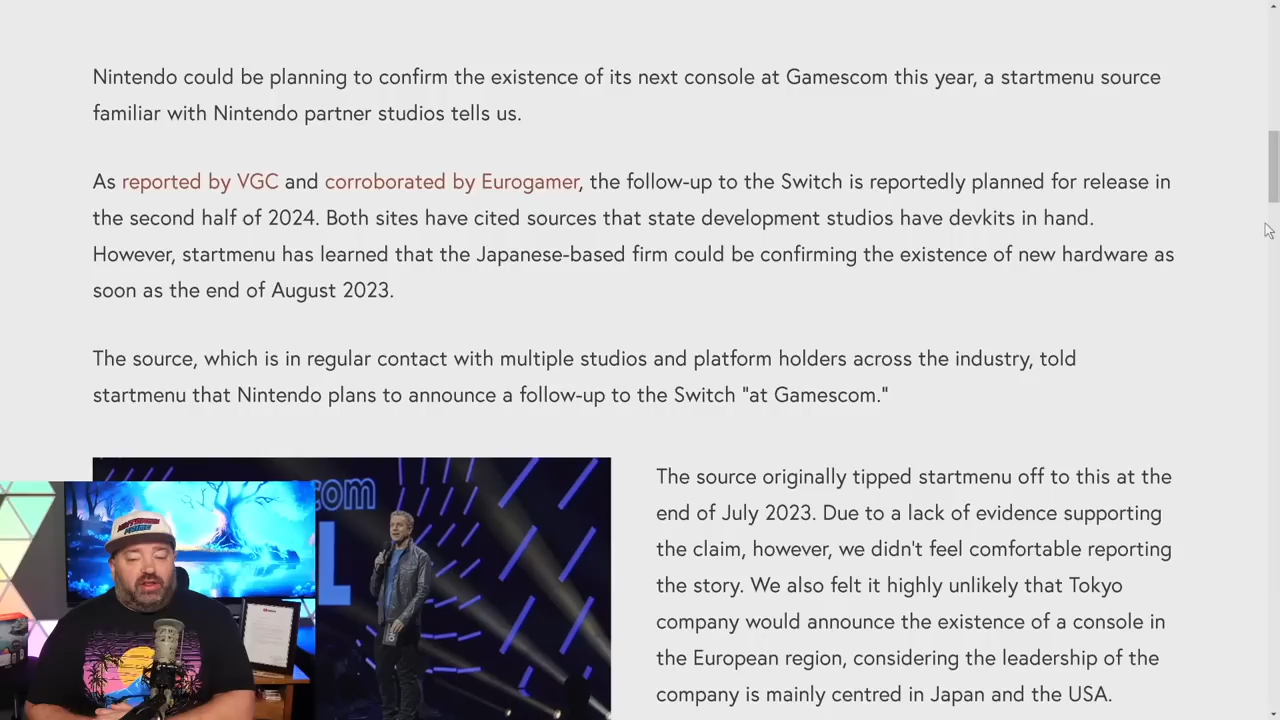 Nintendo could be planning to confirm the existence of its next console at Gamescom this year, a startmenu source
familiar with Nintendo partner studios tells us.
As reported by VGC and corroborated by Eurogamer, the follow-up to the Switch is reportedly planned for release in
the second half of 2024. Both sites have cited sources that state development studios have devkits in hand.
However, startmenu has learned that the Japanese-based firm could be confirming the existence of new hardware as
soon as the end of August 2023.
The source, which is in regular contact with multiple studios and platform holders across the industry, told
startmenu that Nintendo plans to announce a follow-up to the Switch "at Gamescom."
com
L
The source originally tipped startmenu off to this at the
end of July 2023. Due to a lack of evidence supporting
the claim, however, we didn't feel comfortable reporting
the story. We also felt it highly unlikely that Tokyo
company would announce the existence of a console in
the European region, considering the leadership of the
company is mainly centred in Japan and the USA.